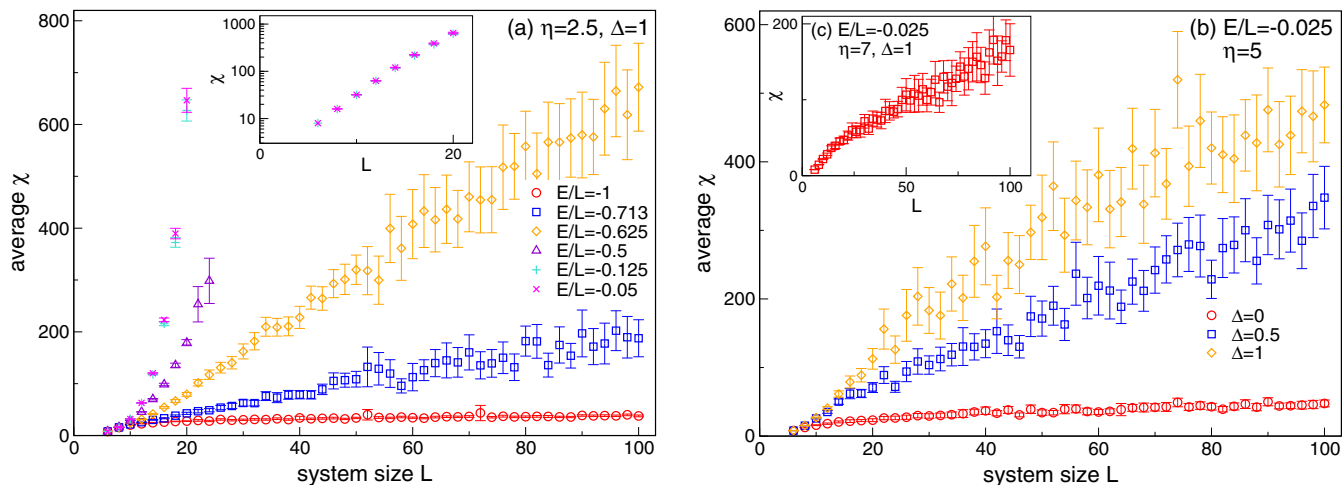 (a) η=2.5, Δ=1
average χ
800
600
400
200
0
0
20
40
60
80
100
system size L
χ
1000
100
10
0
20
L
E/L=-1
E/L=-0.713
E/L=-0.625
E/L=-0.5
E/L=-0.125
E/L=-0.05
(b) E/L=-0.025
η=5
average χ
600
400
200
0
0
20
40
60
80
100
system size L
(c) E/L=-0.025
η=7, Δ=1
χ
200
0
0
50
100
L
Δ=0
Δ=0.5
Δ=1